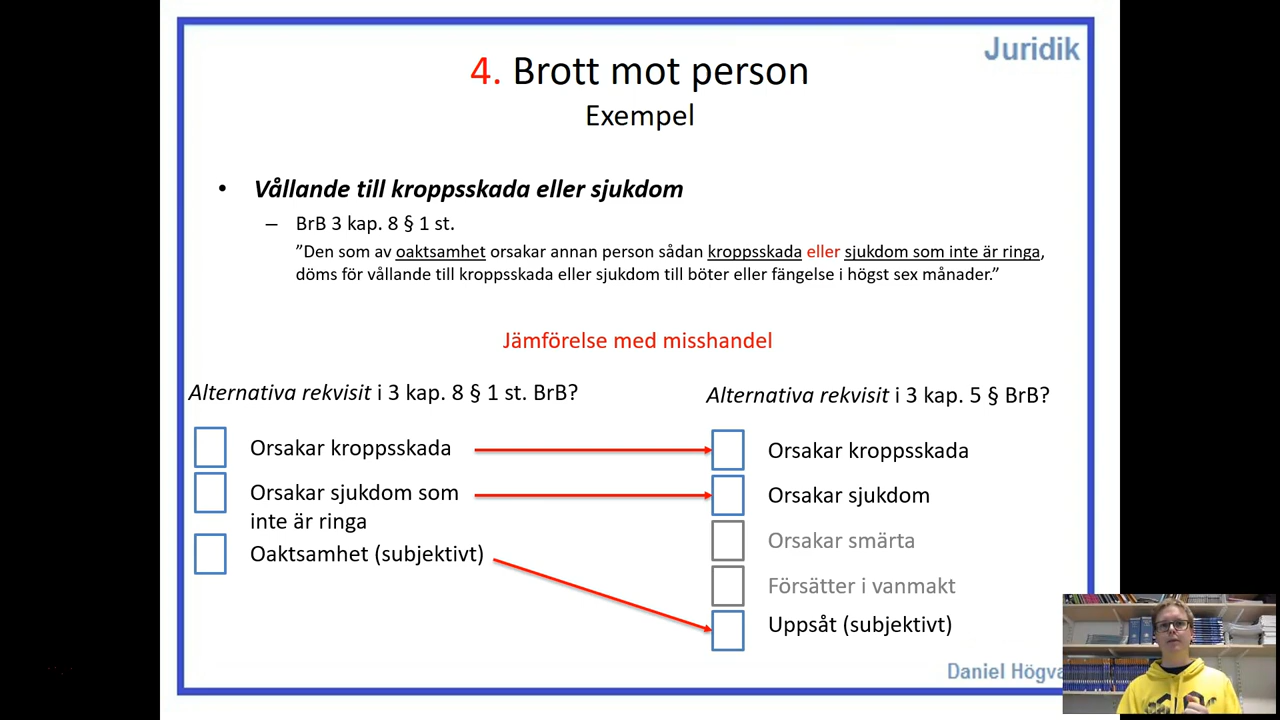 Juridik
4. Brott mot person
Exempel
• Vållande till kroppsskada eller sjukdom
– BrB 3 kap. 8 § 1 st.
”Den som av oaktsamhet orsakar annan person sådan kroppsskada eller sjukdom som inte är ringa,
döms för vållande till kroppsskada eller sjukdom till böter eller fängelse i högst sex månader.”
Jämförelse med misshandel
Alternativa rekvisit i 3 kap. 8 § 1 st. BrB?
Orsakar kroppsskada
Orsakar sjukdom som
inte är ringa
Oaktsamhet (subjektivt)
Alternativa rekvisit i 3 kap. 5 § BrB?
Orsakar kroppsskada
Orsakar sjukdom
Orsakar smärta
Försätter i vanmakt
Uppsåt (subjektivt)
Daniel Högva